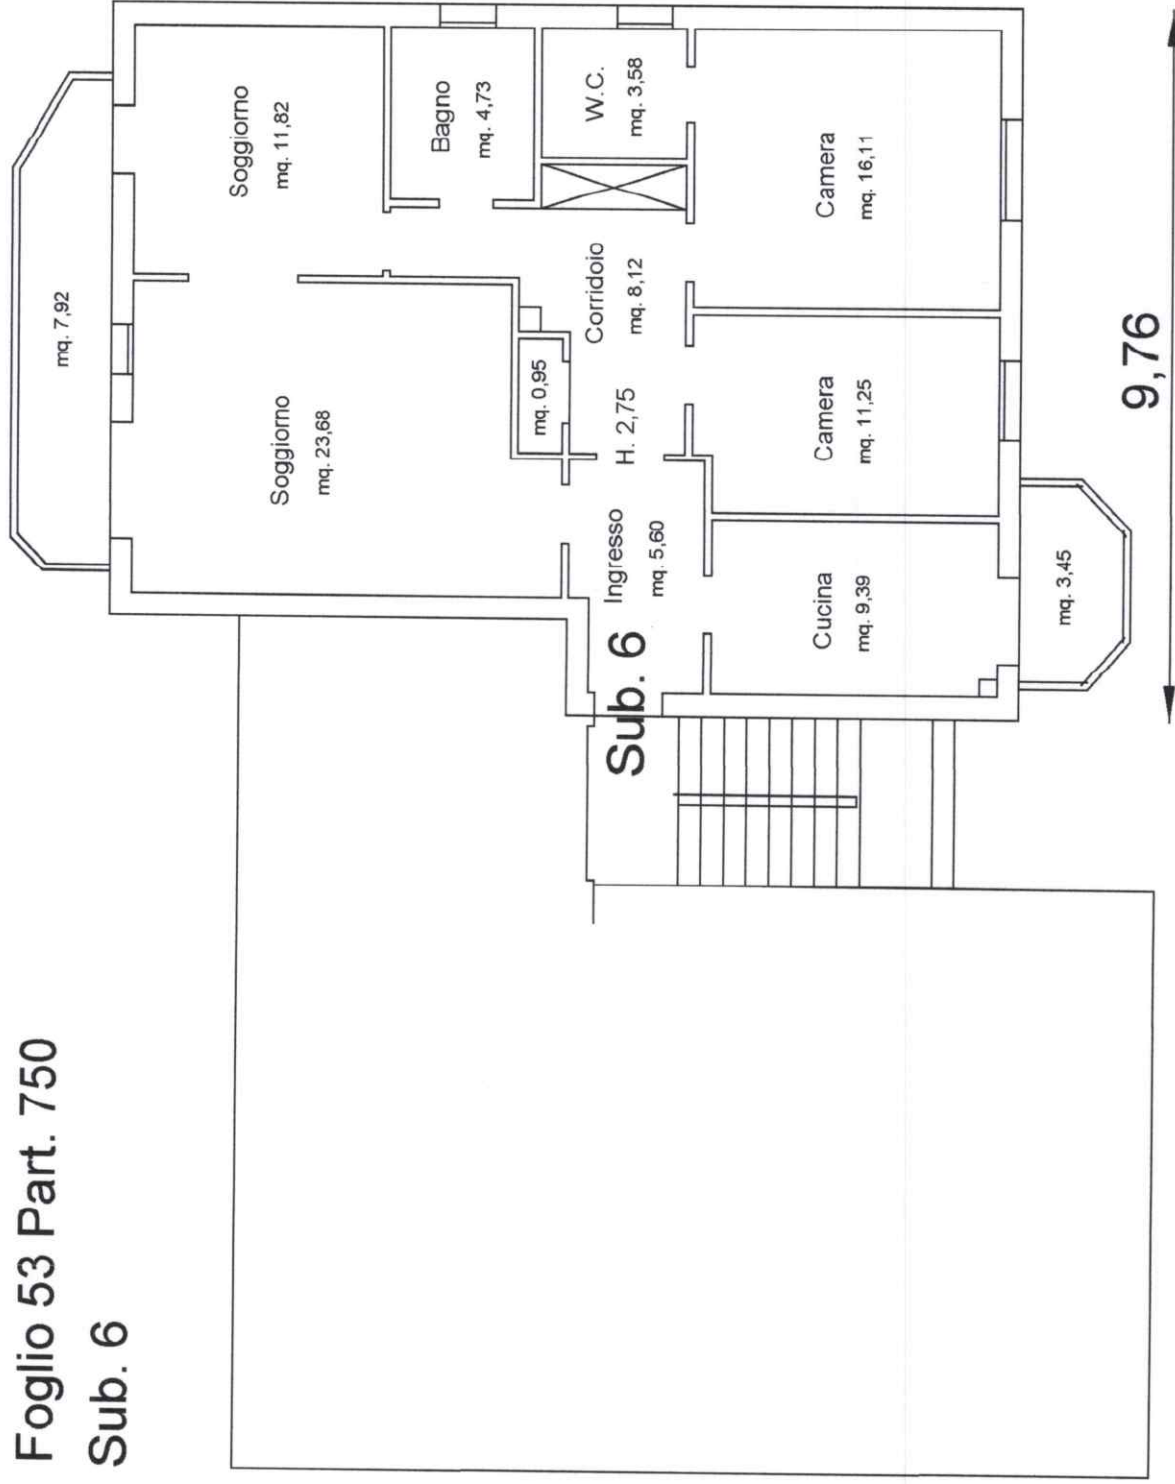 Foglio 53 Part. 750
Sub. 6
mq. 7,92
Soggiorno
mq. 23,68
Soggiorno
mq. 11,82
Bagno
mq. 4,73
W.C.
mq. 3,58
mq. 0,95
Corridoio
mq. 8,12
H. 2,75
Ingresso
mq. 5,60
Sub. 6
Cucina
mq. 9,39
Camera
mq. 11,25
Camera
mq. 16,11
mq. 3,45
9,76